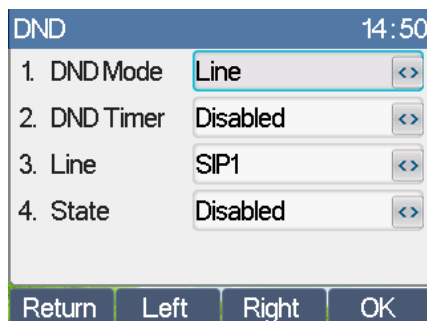 DND 14:50
1. DND Mode Line
2. DND Timer Disabled
3. Line SIP1
4. State Disabled
Return Left Right OK